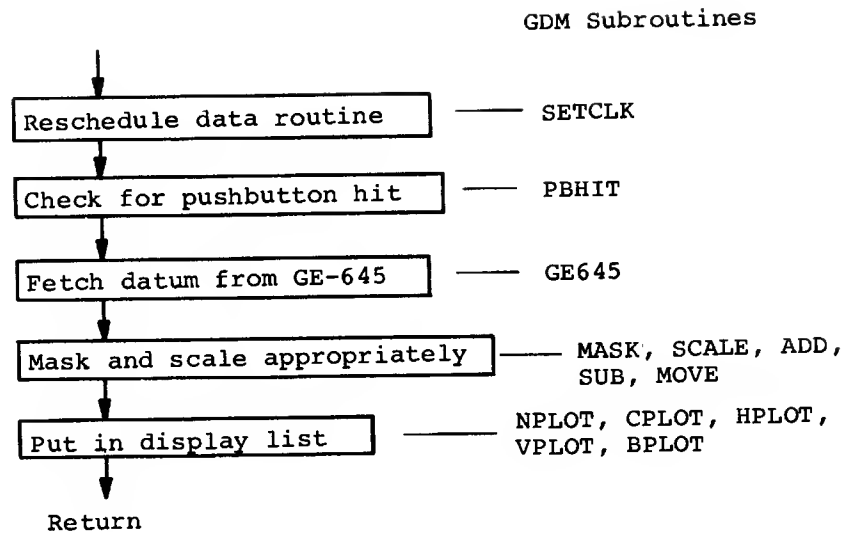 GDM Subroutines
Reschedule data routine
SETCLK
Check for pushbutton hit
PBHIT
Fetch datum from GE-645
GE645
Mask and scale appropriately
MASK, SCALE, ADD,
SUB, MOVE
Put in display list
NPLOT, CPLOT, HPLOT,
VPLOT, BPLOT
Return